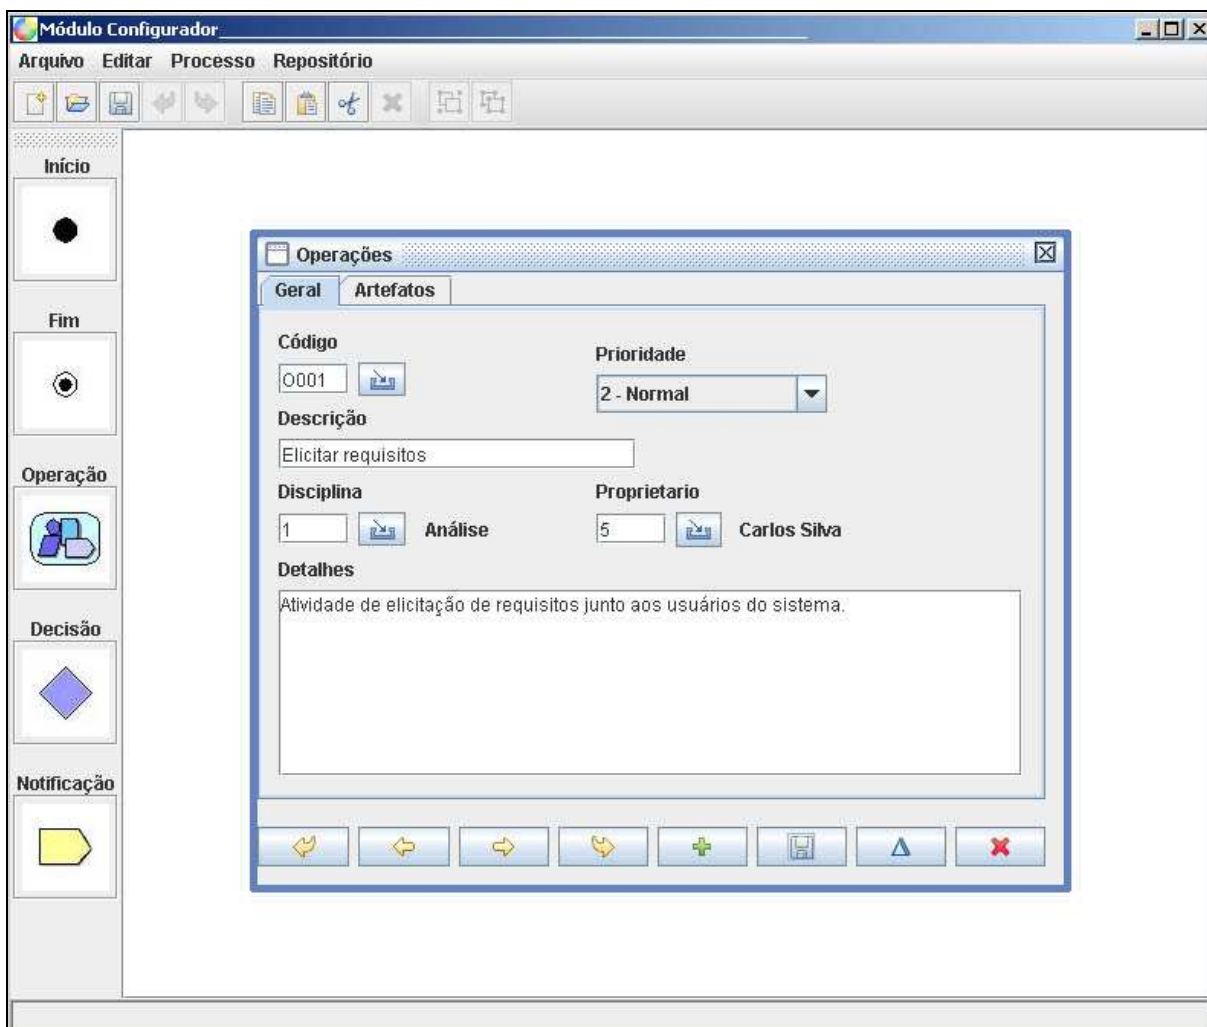 Módulo Configurador
Arquivo Editar Processo Repositório
Início
Fim
Operação
Decisão
Notificação
Operações
Geral Artefatos
Código
O001
Prioridade
2 - Normal
Descrição
Elicitar requisitos
Disciplina Proprietario
1 Análise 5 Carlos Silva
Detalhes
Atividade de elicitação de requisitos junto aos usuários do sistema.